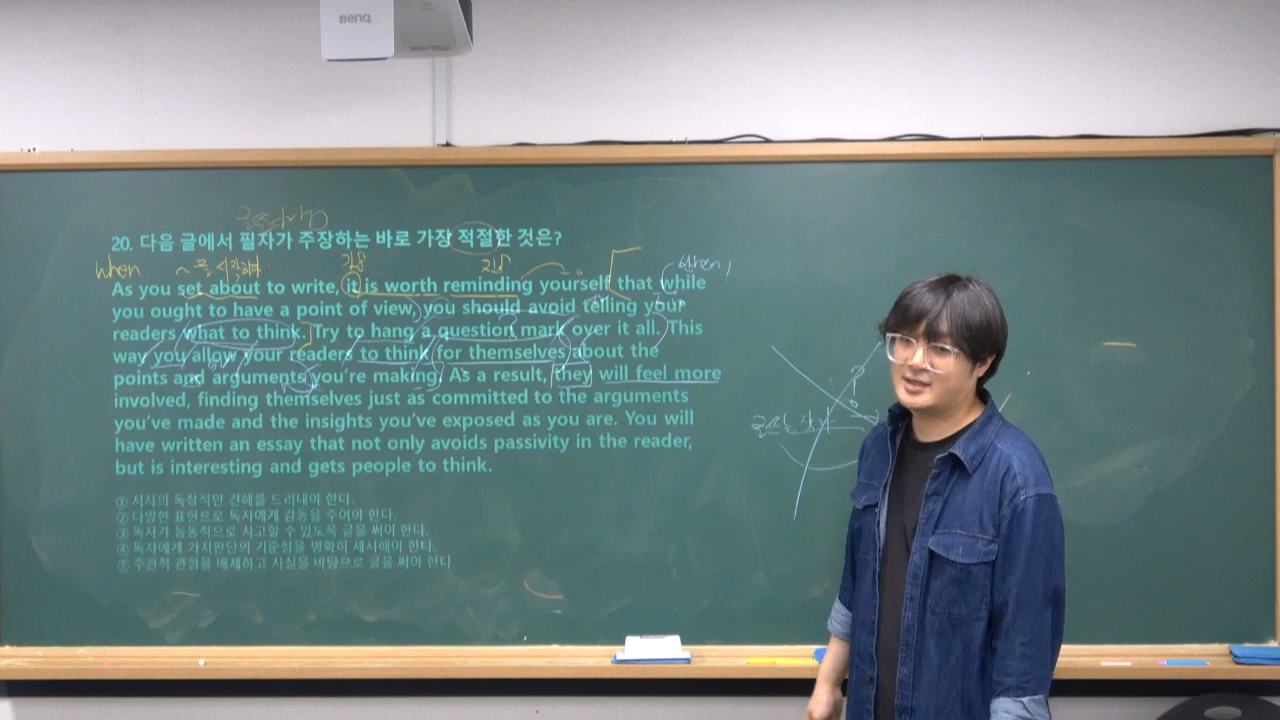 BenQ
20. 다음 글에서 필자가 주장하는 바로 가장 적절한 것은?
when ~ 을 시작하다
As you set about to write, it is worth reminding yourself that while
you ought to have a point of view, you should avoid telling your
readers what to think. Try to hang a question mark over it all. This
way you allow your readers to think for themselves about the
points and arguments you're making. As a result, they will feel more
involved, finding themselves just as committed to the arguments
you've made and the insights you've exposed as you are. You will
have written an essay that not only avoids passivity in the reader,
but is interesting and gets people to think.
① 저자의 독창적인 견해를 드러내야 한다.
② 다양한 표현으로 독자에게 감동을 주어야 한다.
③ 독자가 능동적으로 사고할 수 있도록 글을 써야 한다.
④ 독자에게 가치판단의 기준점을 명확히 제시해야 한다.
⑤ 주관적 관점을 배제하고 사실을 바탕으로 글을 써야 한다.